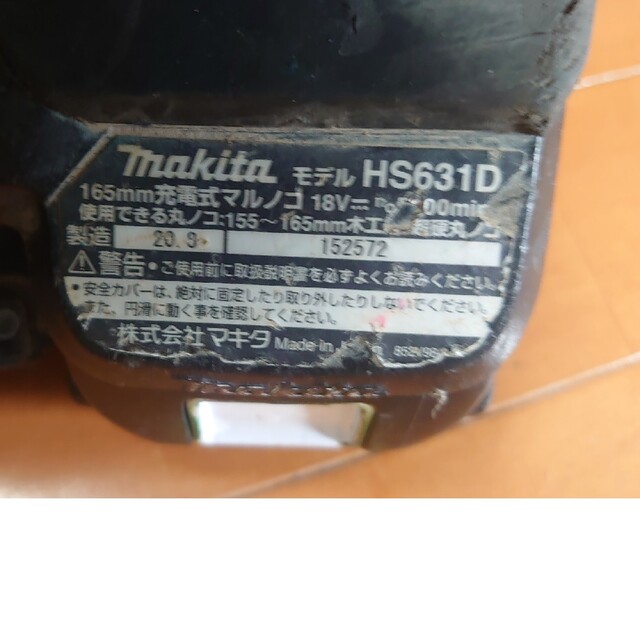 makita モデル HS631D
165mm充電式マルノコ 18V⎓
使用できる丸ノコ:155～165mm木工 丸ノコ
製造 20.9 152572
⚠警告・ご使用前に取扱説明書を必ずよくお読みください。
・安全カバーは、絶対に固定したり取り外したりしないでください。
また、円滑に動く事を確認してください。
株式会社マキタ Made in